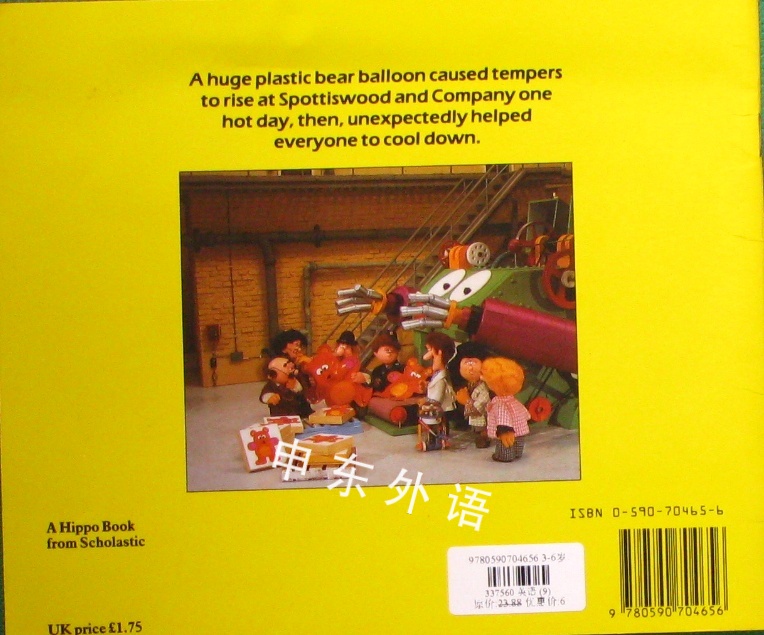 A huge plastic bear balloon caused tempers
to rise at Spottiswood and Company one
hot day, then, unexpectedly helped
everyone to cool down.
申东外语
ISBN 0-590-70465-6
A Hippo Book
from Scholastic
9780590704656 3-6岁
337560 英语 (9)
原价:23.88 优惠价:6
9 780590 704656
UK price £1.75